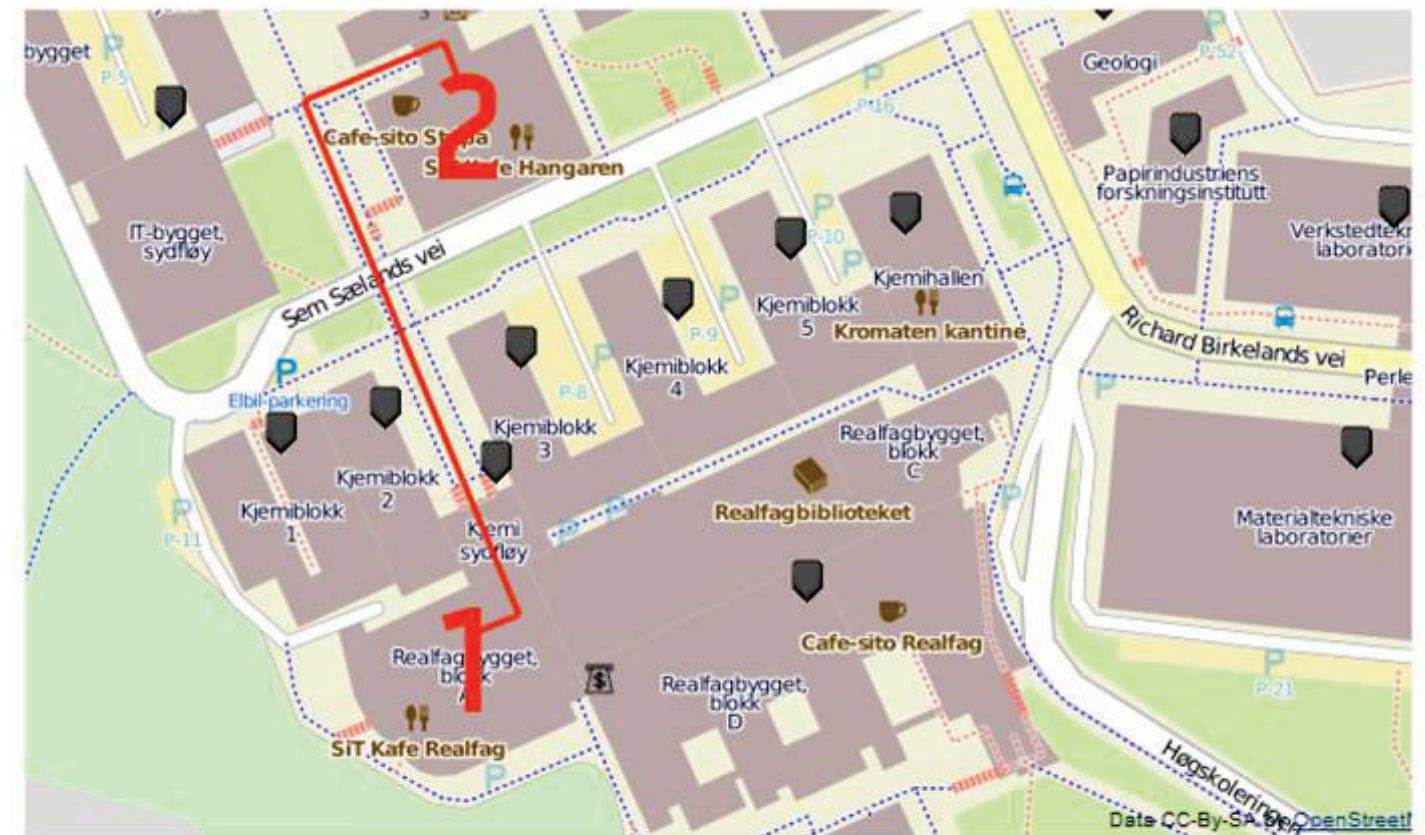 3
bygget
P
P-5
P
P-52
Geologi
P
P-16
2
Cafe-sito
Hangaren
Papirindustriens
forskningsinstitutt
IT-bygget,
sydfløy
P-10
P
P
Verkstedtekn
laboratori
Sem Sælands vei
Kjemihallen
Kjemiblokk
5
Kromaten kantine
P
P-9
Richard Birkelands vei
P
Elbil-parkering
P
P-8
Kjemiblokk
4
Perle
P
Kjemiblokk
3
Realfagbygget,
blokk
C
Kjemiblokk
2
Kjemiblokk
1
P
P-11
Realfagbiblioteket
P
P
P
Materialtekniske
laboratorier
Kjemi
sydfløy
1
Cafe-sito Realfag
Realfagbygget,
blokk
A
$
Realfagbygget,
blokk
D
P
P-21
SiT Kafe Realfag
P
Høgskoleringen
Data CC-By-SA by OpenStreetM